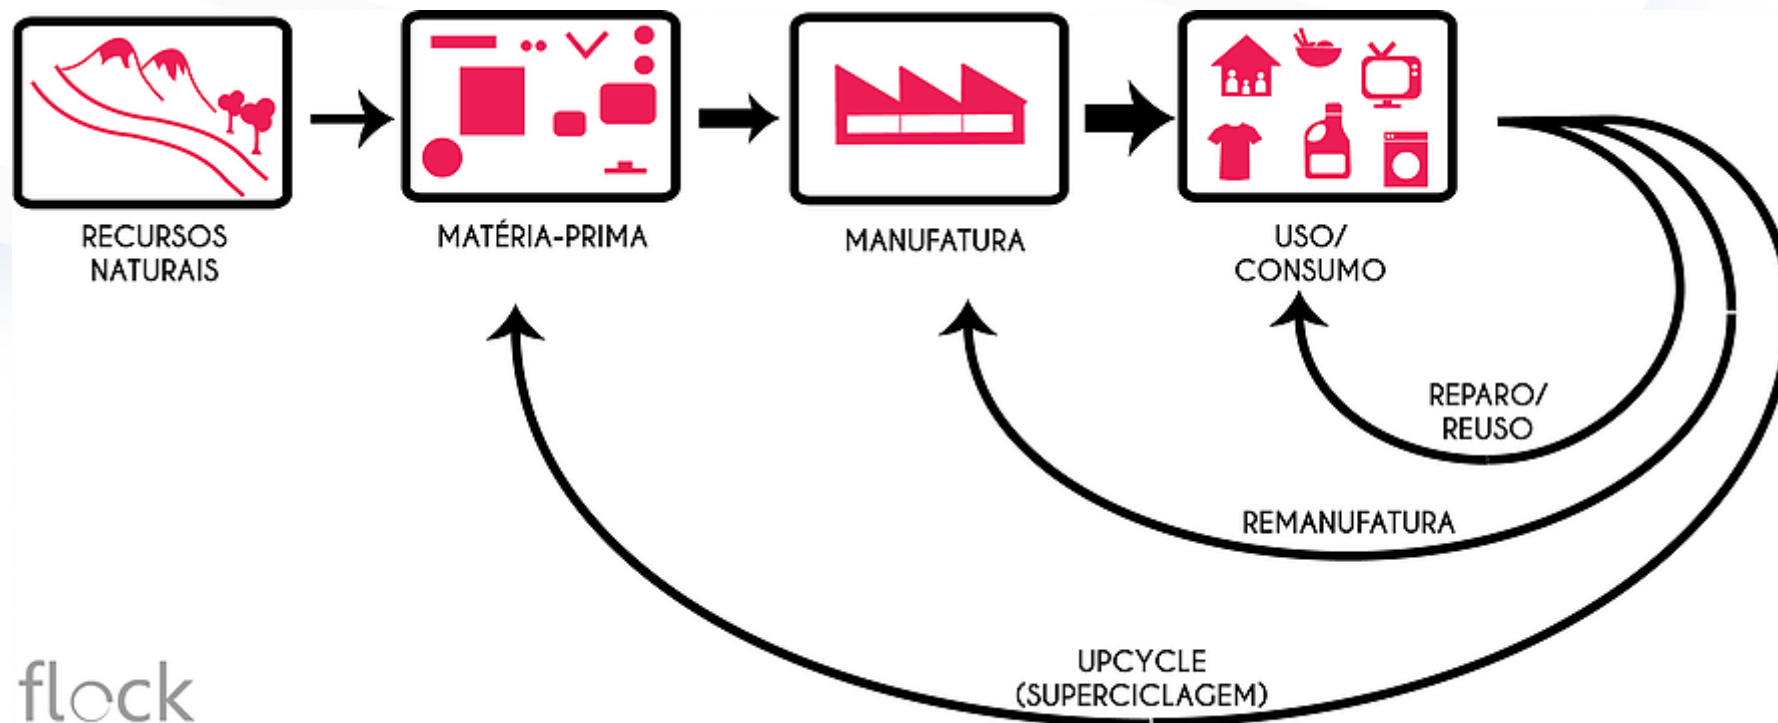 RECURSOS
NATURAIS
MATÉRIA-PRIMA
MANUFATURA
USO/
CONSUMO
REPARO/
REUSO
REMANUFATURA
UPCYCLE
(SUPERCICLAGEM)
flock